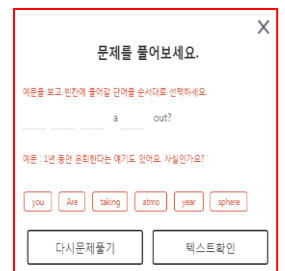 X
문제를 풀어보세요.
예문을 보고 빈칸에 들어갈 단어를 순서대로 선택하세요.
a out?
예문 : 1년 동안 은퇴한다는 얘기도 있어요. 사실인가요?
you Are taking atmo year sphere
다시문제풀기 텍스트확인